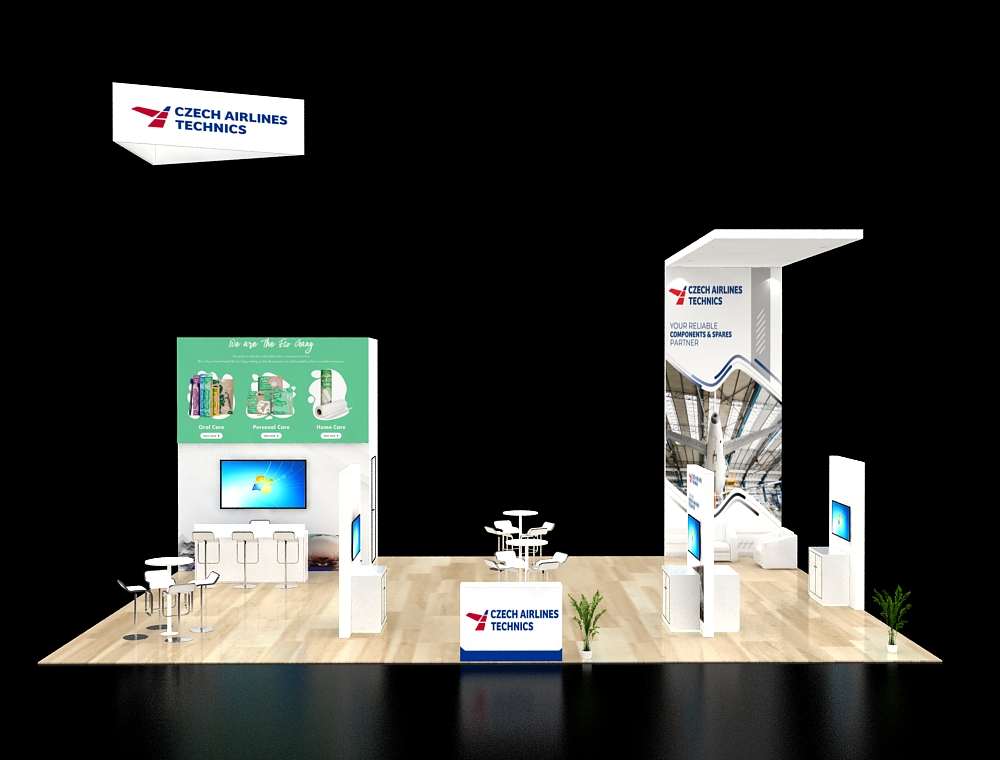 CZECH AIRLINES
TECHNICS
We are The Eco Gang
Oral Care
Personal Care
Home Care
CZECH AIRLINES
TECHNICS
YOUR RELIABLE
COMPONENTS & SPARES
PARTNER
CZECH AIRLINES
TECHNICS